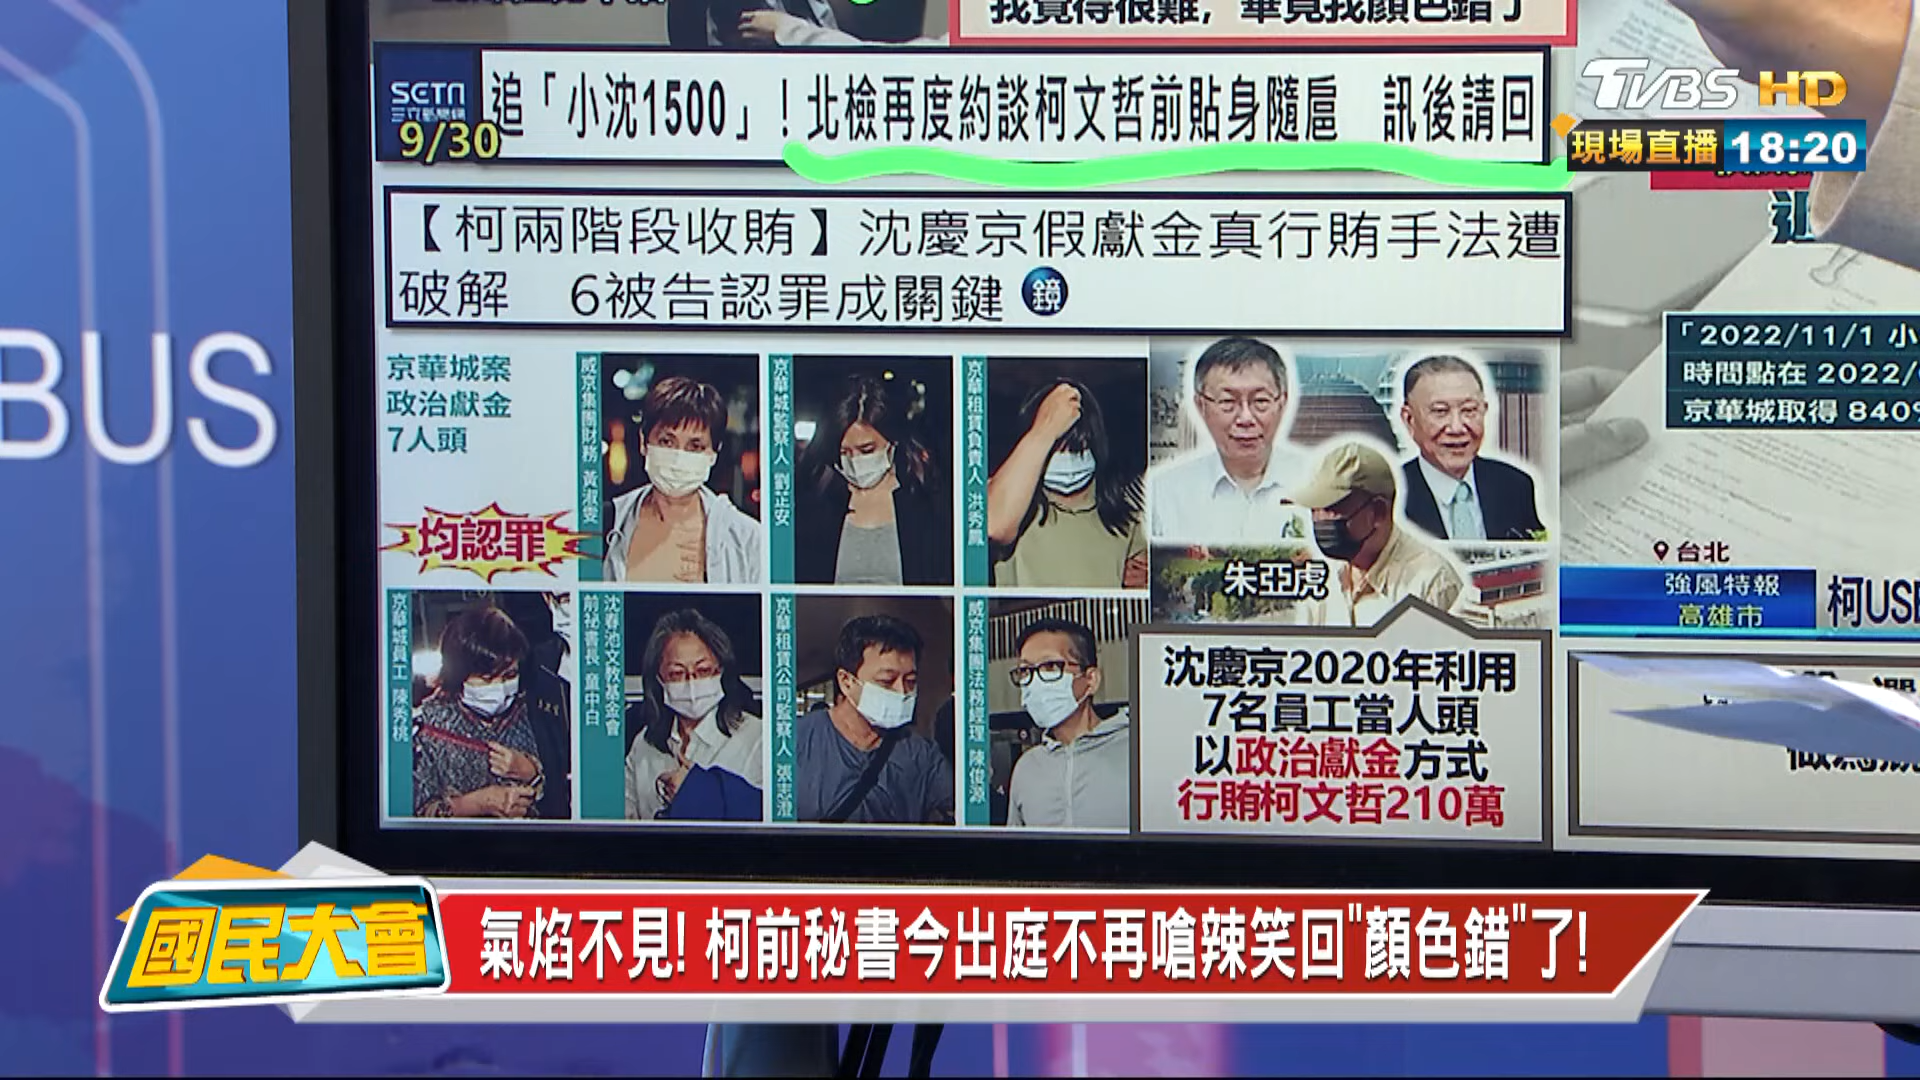 我覺得很難，畢竟我顏色錯了
SETN
三立新聞網
9/30
追「小沈1500」！北檢再度約談柯文哲前貼身隨扈 訊後請回
TVBS HD
現場直播 18:20
【柯兩階段收賄】沈慶京假獻金真行賄手法遭
破解 6被告認罪成關鍵 鏡
BUS
京華城案
政治獻金
7人頭
均認罪
威京集團財務 黃淑雯
京華城監察人 劉芷安
京華租賃負責人 洪秀鳳
京華城員工 陳秀桃
沈春池文教基金會
前祕書長 童中白
京華租賃公司監察人 張志澄
威京集團法務經理 陳俊源
朱亞虎
沈慶京2020年利用
7名員工當人頭
以政治獻金方式
行賄柯文哲210萬
「2022/11/1 小
時間點在 2022/
京華城取得 840%
台北
強風特報
高雄市
柯USB
國民大會
氣焰不見! 柯前秘書今出庭不再嗆辣笑回"顏色錯"了!